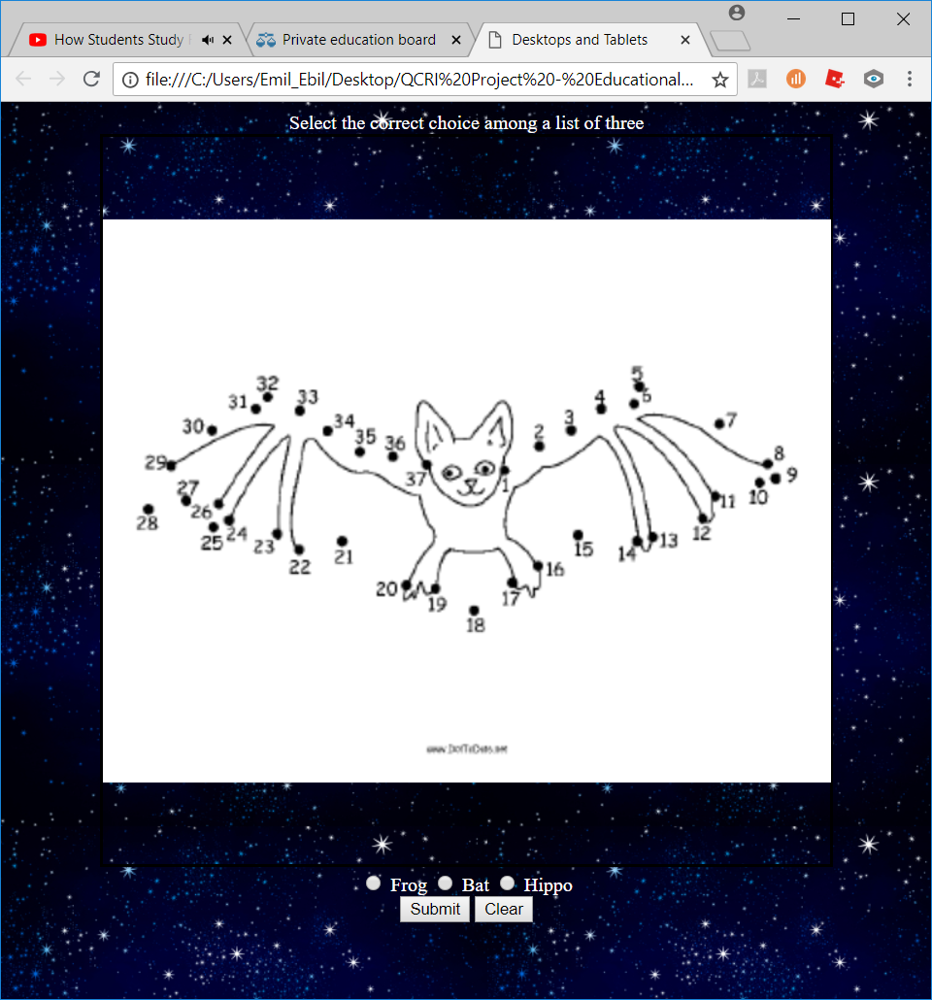 How Students Study
Private education board
Desktops and Tablets
file:///C:/Users/Emil_Ebil/Desktop/QCRI%20Project%20-%20Educational...
Select the correct choice among a list of three
5
32
4 6
31 33
3 7
34
30 2
35
36
8
29 37 1 9
27 10 11
26
28 24 12
25 23 13
15 14
22 21
16
20 19 17
18
www.DotToDots.net
Frog Bat Hippo
Submit Clear